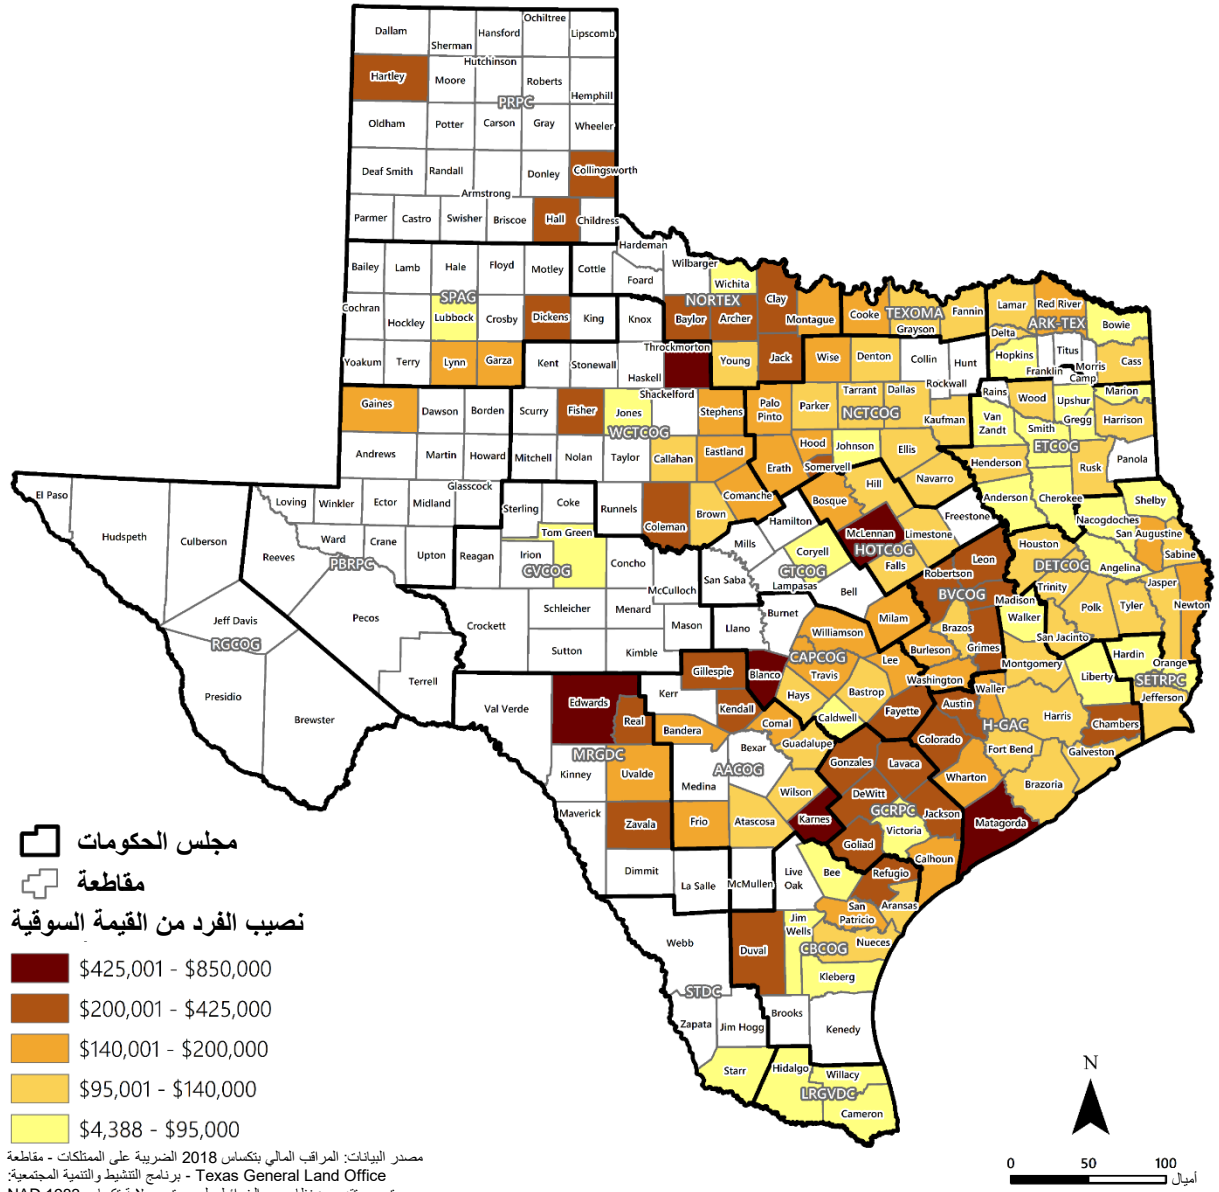 Dallam
Sherman
Hansford
Ochiltree
Lipscomb
Hartley
Moore
Hutchinson
Roberts
Hemphill
PRPC
Oldham
Potter
Carson
Gray
Wheeler
Deaf Smith
Randall
Armstrong
Donley
Collingsworth
Parmer
Castro
Swisher
Briscoe
Hall
Childress
Bailey
Lamb
Hale
Floyd
Motley
Cottle
Hardeman
Foard
Wilbarger
Wichita
Clay
NORTEX
SPAG
Cochran
Hockley
Lubbock
Crosby
Dickens
King
Knox
Baylor
Archer
Montague
Cooke
TEXOMA
Grayson
Fannin
Lamar
Red River
ARK-TEX
Bowie
Delta
Hopkins
Franklin
Titus
Morris
Camp
Cass
Yoakum
Terry
Lynn
Garza
Kent
Stonewall
Haskell
Throckmorton
Young
Jack
Wise
Denton
Collin
Hunt
Rockwall
Rains
Wood
Upshur
Marion
Gaines
Dawson
Borden
Scurry
Fisher
Jones
Shackelford
Stephens
WCTCOG
Palo
Pinto
Parker
Tarrant
Dallas
NCTCOG
Kaufman
Van
Zandt
Smith
Gregg
Harrison
ETCOG
Andrews
Martin
Howard
Mitchell
Nolan
Taylor
Callahan
Eastland
Erath
Hood
Somervell
Johnson
Ellis
Navarro
Henderson
Rusk
Panola
El Paso
Hudspeth
Culberson
Loving
Winkler
Ector
Midland
Glasscock
Sterling
Coke
Runnels
Coleman
Brown
Comanche
Bosque
Hill
Freestone
Anderson
Cherokee
Shelby
Nacogdoches
San Augustine
Sabine
Reeves
Ward
Crane
Upton
PBRPC
Reagan
Irion
Tom Green
CVCOG
Concho
McCulloch
San Saba
Mills
Hamilton
Coryell
CTCOG
Lampasas
Bell
McLennan
HOTCOG
Limestone
Falls
Leon
Robertson
BVCOG
Madison
Houston
DETCOG
Angelina
Trinity
Walker
Polk
Tyler
Jasper
Newton
San Jacinto
Jeff Davis
RGCOG
Pecos
Crockett
Schleicher
Menard
Mason
Llano
Burnet
Williamson
Milam
Brazos
Burleson
Grimes
Montgomery
Hardin
Orange
SETRPC
Liberty
Jefferson
Presidio
Brewster
Terrell
Sutton
Kimble
Gillespie
Blanco
CAPCOG
Travis
Lee
Washington
Waller
Hays
Bastrop
Val Verde
Edwards
Real
Kerr
Kendall
Bandera
Comal
Caldwell
Fayette
Austin
Colorado
H-GAC
Harris
Chambers
Fort Bend
Galveston
Brazoria
Wharton
MRGDC
Kinney
Uvalde
Medina
Bexar
AACOG
Guadalupe
Gonzales
Lavaca
DeWitt
GCRPC
Wilson
Karnes
Jackson
Victoria
Matagorda
Maverick
Zavala
Frio
Atascosa
Goliad
Calhoun
Dimmit
La Salle
McMullen
Live
Oak
Bee
Refugio
Aransas
San
Patricio
Webb
Duval
Jim
Wells
CBCOG
Nueces
Kleberg
STDC
Zapata
Jim Hogg
Brooks
Kenedy
Starr
Hidalgo
Willacy
LRGVDC
Cameron
مجلس الحكومات
مقاطعة
نصيب الفرد من القيمة السوقية
$425,001 - $850,000
$200,001 - $425,000
$140,001 - $200,000
$95,001 - $140,000
$4,388 - $95,000
مصدر البيانات: المراقب المالي بتكساس 2018 الضريبة على الممتلكات - مقاطعة
Texas General Land Office - برنامج التنشيط والتنمية المجتمعية:
NAD 1983
N
0 50 100
أميال